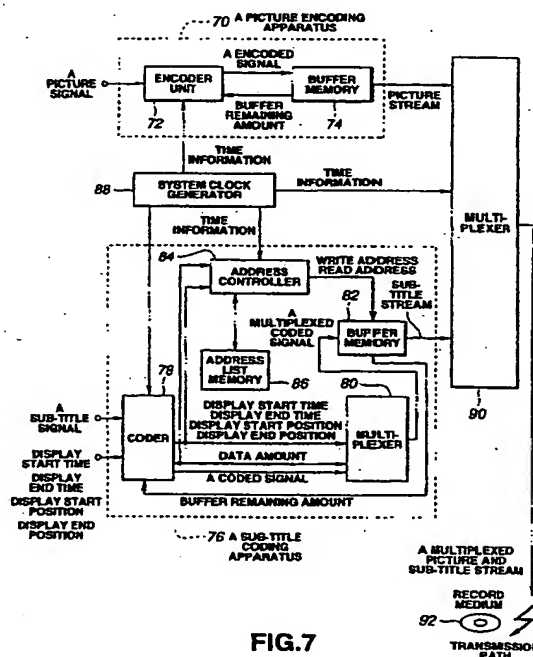 70
A PICTURE ENCODING
APPARATUS
A ENCODED
SIGNAL
A
PICTURE
SIGNAL
ENCODER
UNIT
BUFFER
MEMORY
PICTURE
STREAM
72
BUFFER
REMAINING
AMOUNT
74
TIME
INFORMATION
88
SYSTEM CLOCK
GENERATOR
TIME
INFORMATION
TIME
INFORMATION
MULTI-
PLEXER
84
ADDRESS
CONTROLLER
WRITE ADDRESS
READ ADDRESS
SUB-
TITLE
STREAM
82
A MULTIPLEXED
CODED
SIGNAL
BUFFER
MEMORY
ADDRESS
LIST
MEMORY
86
90
78
80
A
SUB-TITLE
SIGNAL
CODER
DISPLAY START TIME
DISPLAY END TIME
DISPLAY START POSITION
DISPLAY END POSITION
MULTI-
PLEXER
DATA AMOUNT
A CODED SIGNAL
BUFFER REMAINING AMOUNT
DISPLAY
START TIME
DISPLAY
END TIME
DISPLAY START
POSITION
DISPLAY END
POSITION
76 A SUB-TITLE
CODING
APPARATUS
A MULTIPLEXED
PICTURE AND
SUB-TITLE STREAM
RECORD
MEDIUM
92
TRANSMISSION
PATH
FIG.7